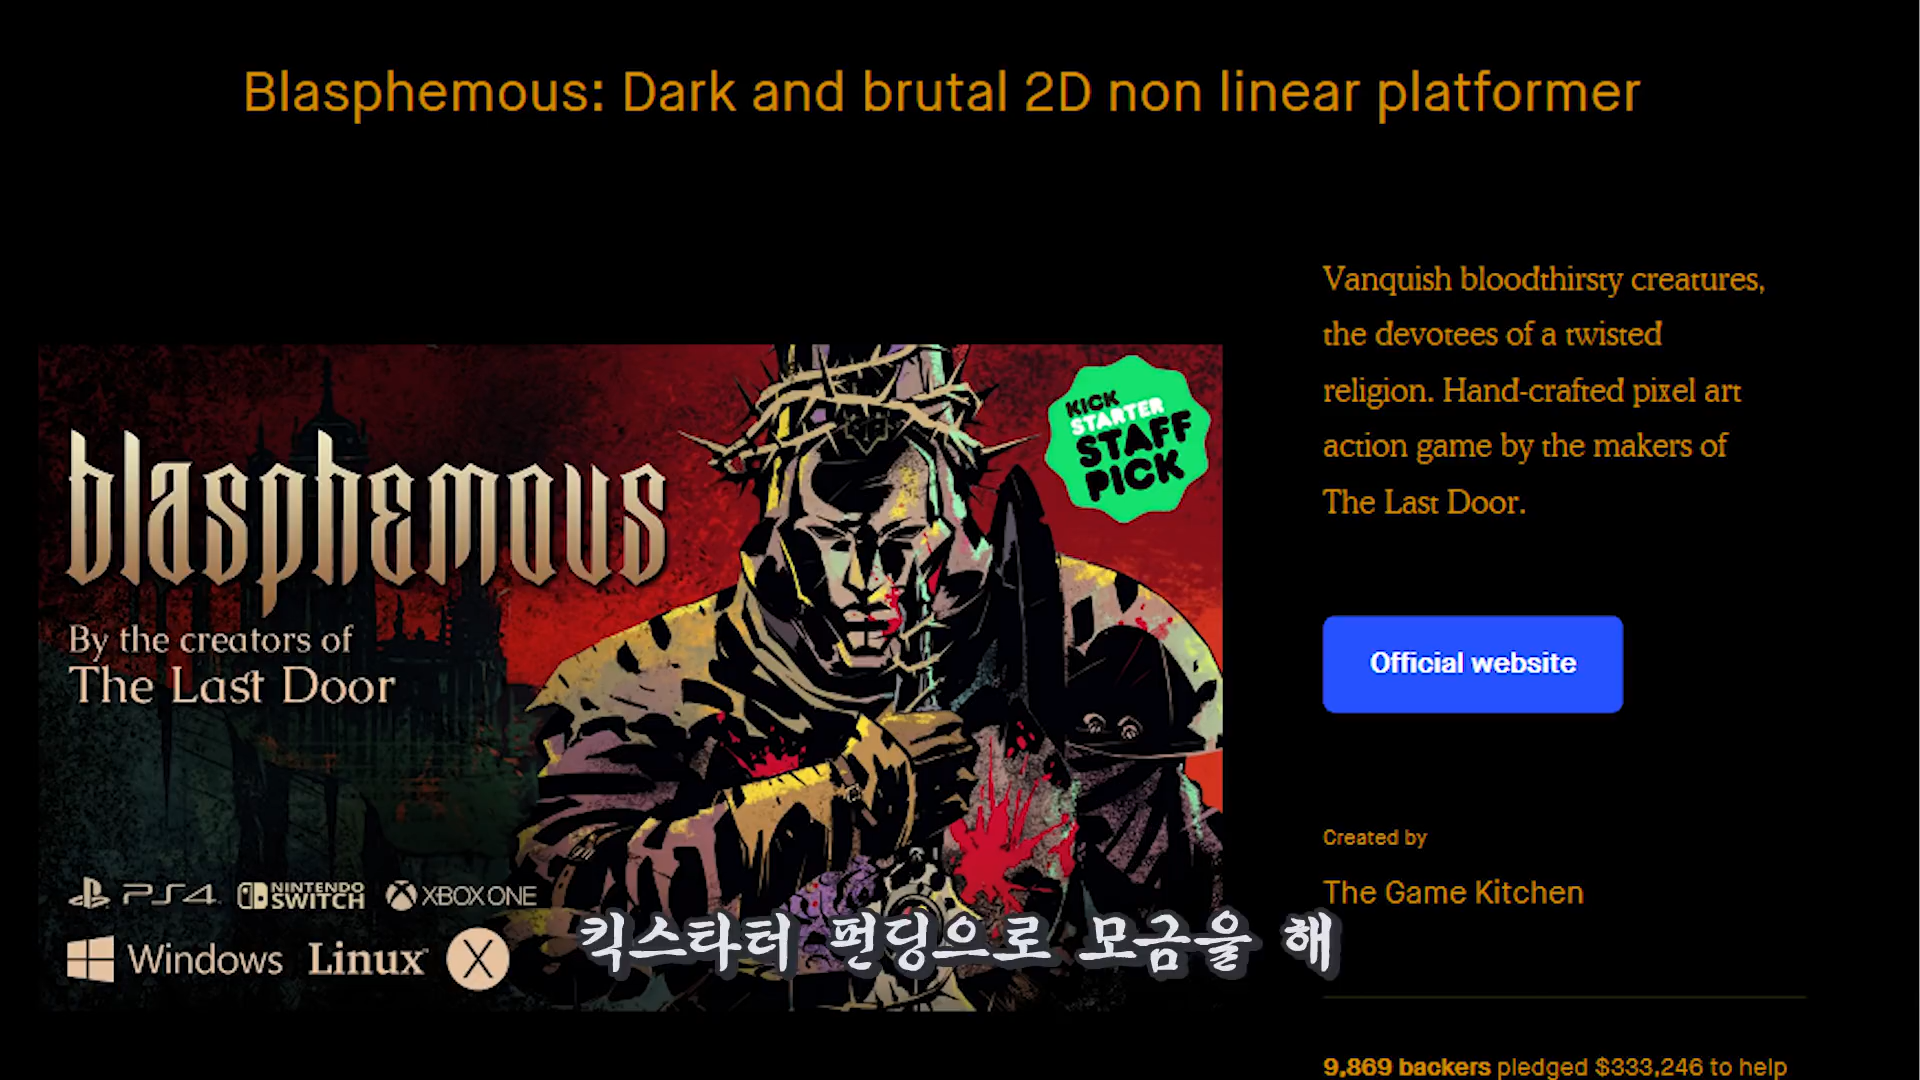 Blasphemous: Dark and brutal 2D non linear platformer
Vanquish bloodthirsty creatures,
the devotees of a twisted
religion. Hand-crafted pixel art
action game by the makers of
The Last Door.
KICK
STARTER
STAFF
PICK
blasphemous
By the creators of
The Last Door
Official website
Created by
The Game Kitchen
PS4
NINTENDO
SWITCH
XBOX ONE
Windows Linux X
킥스타터 펀딩으로 모금을 해
9,869 backers pledged $333,246 to help